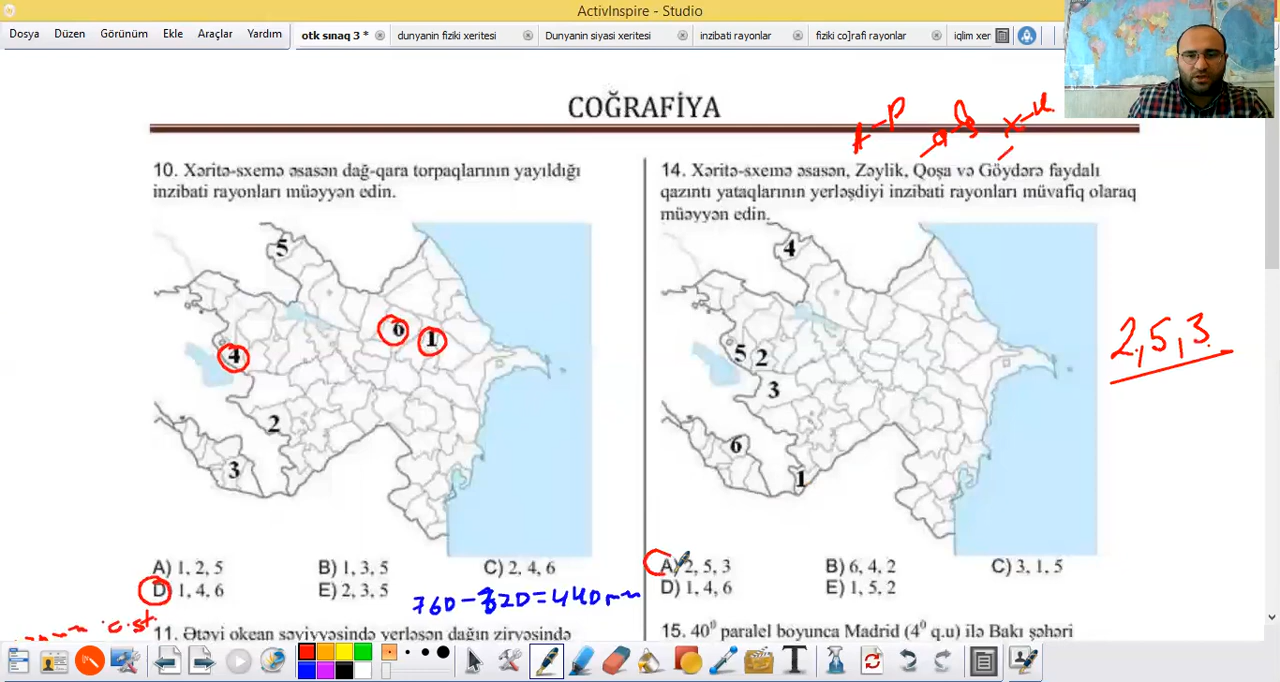 ActivInspire - Studio
Dosya Düzen Görünüm Ekle Araçlar Yardım
otk sınaq 3 * dunyanin fiziki xeritesi Dunyanin siyasi xeritesi inzibati rayonlar fiziki co]rafi rayonlar iqlim xer
COĞRAFİYA
A-P
10. Xəritə-sxemə əsasən dağ-qara torpaqlarının yayıldığı
inzibati rayonları müəyyən edin.
5
6
1
4
2
3
A) 1, 2, 5 B) 1, 3, 5 C) 2, 4, 6
D) 1, 4, 6 E) 2, 3, 5
760-320=440mm
11. Ətəyi okean səviyyəsində yerləşən dağın zirvəsində
14. Xəritə-sxemə əsasən, Zəylik, Qoşa və Göydərə faydalı
qazıntı yataqlarının yerləşdiyi inzibati rayonları müvafiq olaraq
müəyyən edin.
4
5 2
3
6
1
2,5,3
A) 2, 5, 3 B) 6, 4, 2 C) 3, 1, 5
D) 1, 4, 6 E) 1, 5, 2
15. 40⁰ paralel boyunca Madrid (4⁰ q.u) ilə Bakı şəhəri